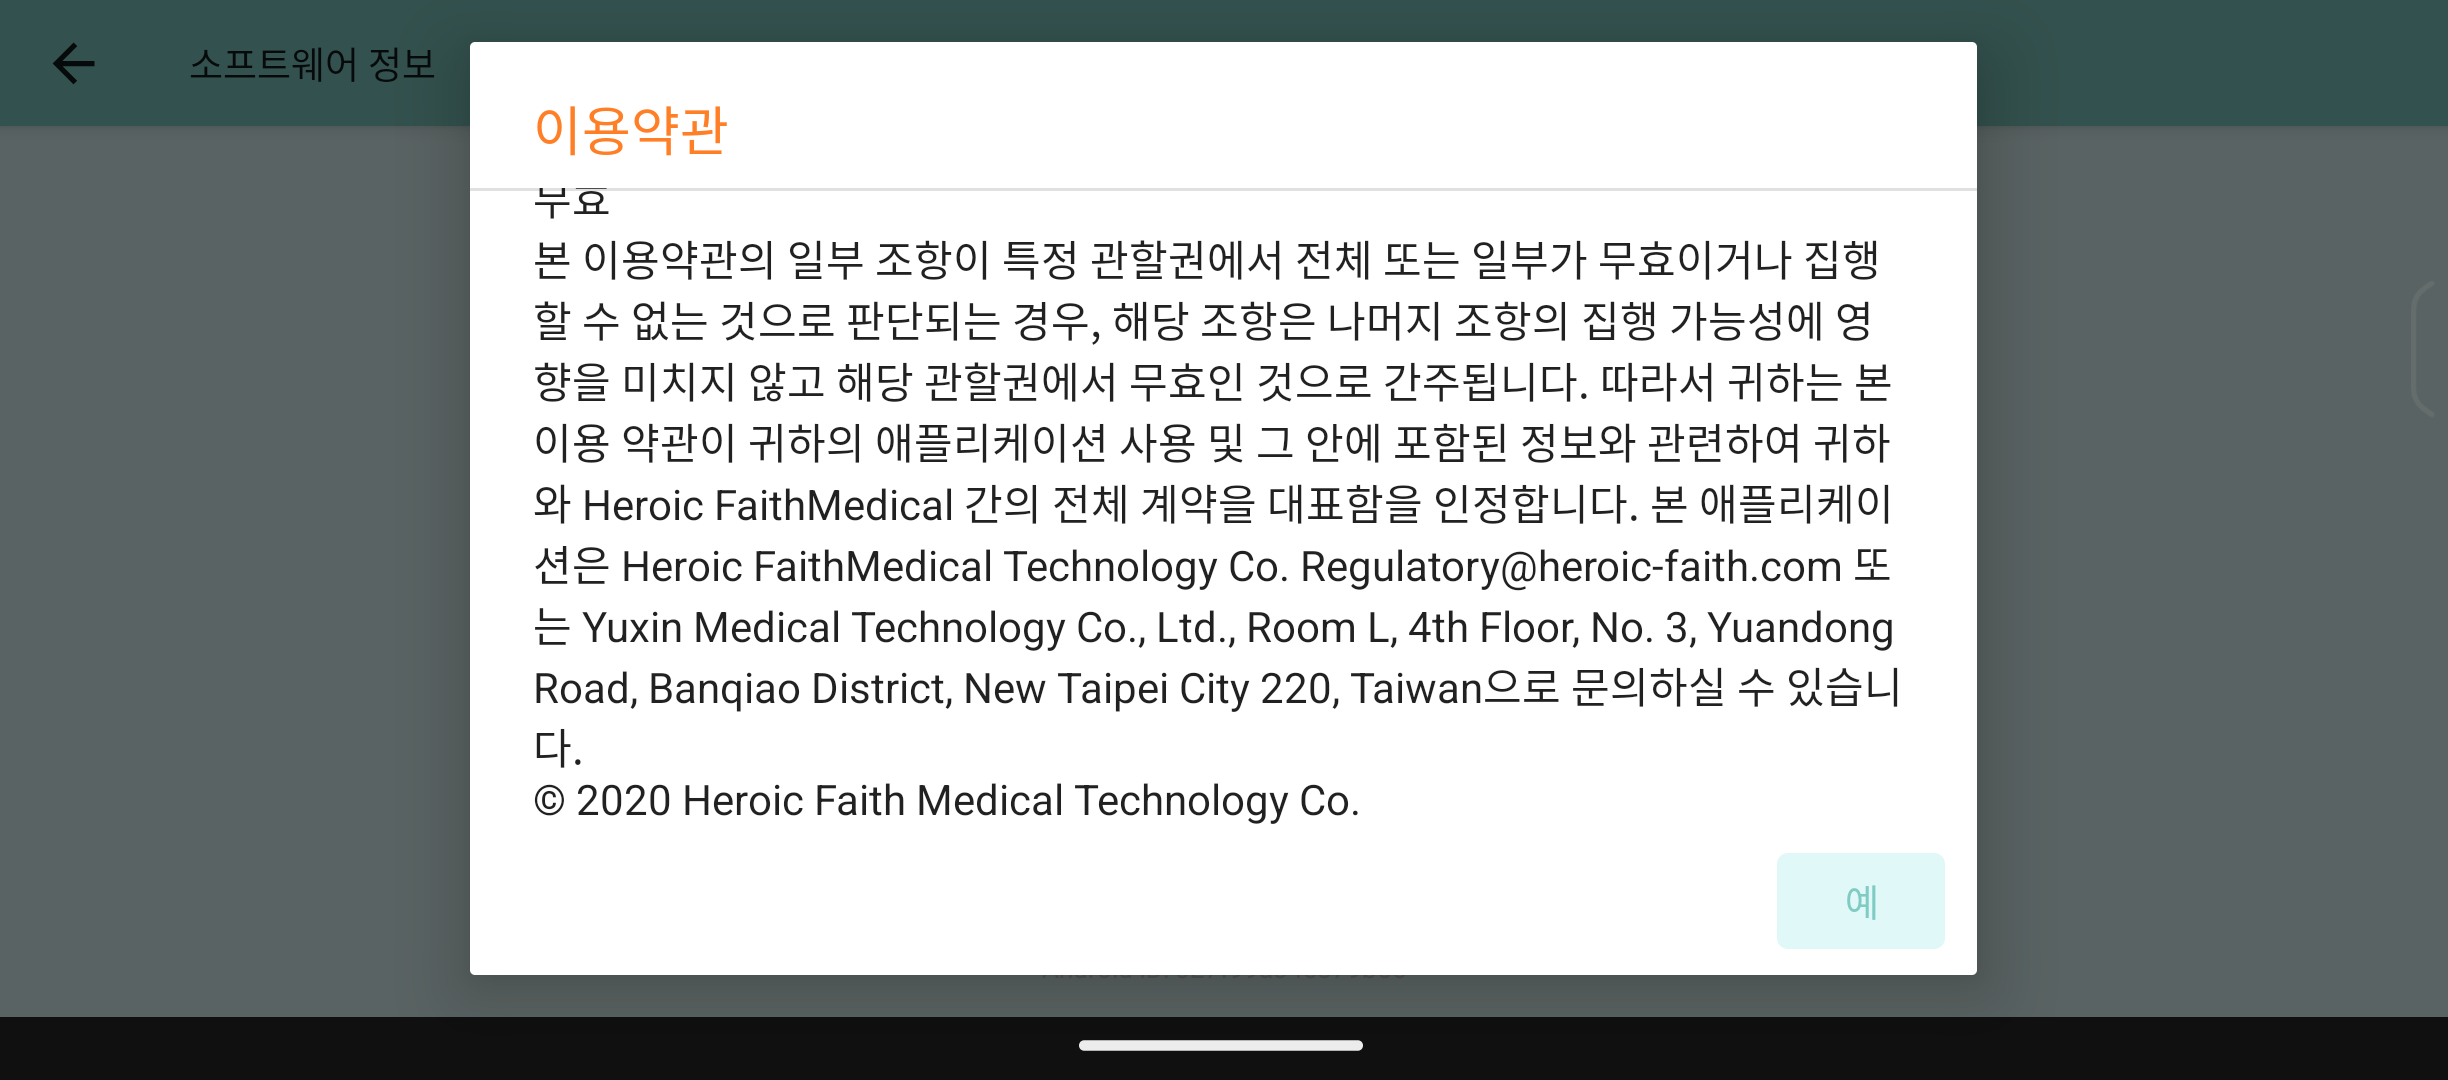 소프트웨어 정보
이용약관
무효
본 이용약관의 일부 조항이 특정 관할권에서 전체 또는 일부가 무효이거나 집행
할 수 없는 것으로 판단되는 경우, 해당 조항은 나머지 조항의 집행 가능성에 영
향을 미치지 않고 해당 관할권에서 무효인 것으로 간주됩니다. 따라서 귀하는 본
이용 약관이 귀하의 애플리케이션 사용 및 그 안에 포함된 정보와 관련하여 귀하
와 Heroic FaithMedical 간의 전체 계약을 대표함을 인정합니다. 본 애플리케이
션은 Heroic FaithMedical Technology Co. Regulatory@heroic-faith.com 또
는 Yuxin Medical Technology Co., Ltd., Room L, 4th Floor, No. 3, Yuandong
Road, Banqiao District, New Taipei City 220, Taiwan으로 문의하실 수 있습니
다.
© 2020 Heroic Faith Medical Technology Co.
예